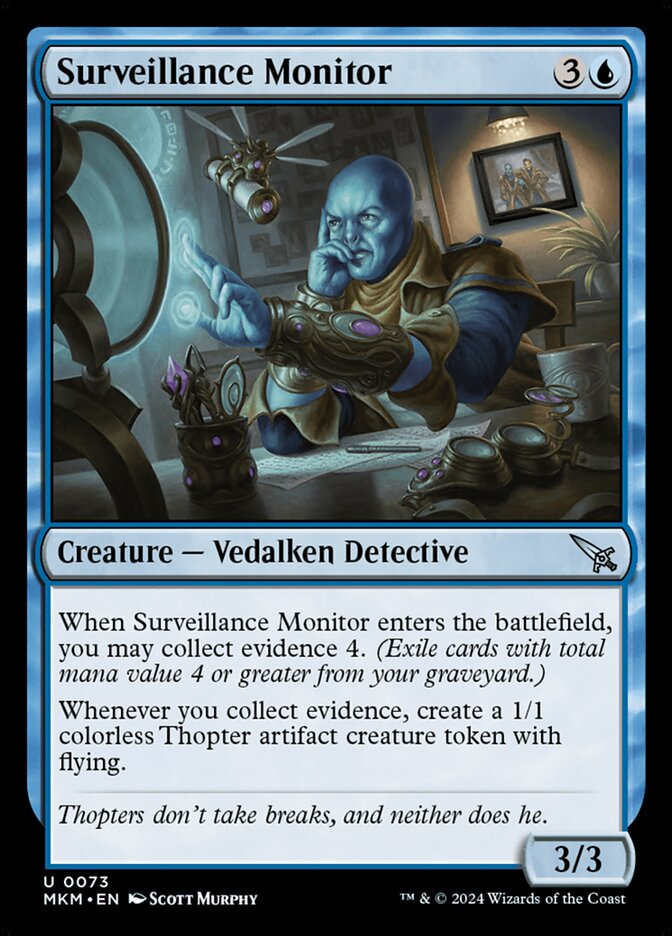 Surveillance Monitor
3
Creature — Vedalken Detective
When Surveillance Monitor enters the battlefield,
you may collect evidence 4. (Exile cards with total
mana value 4 or greater from your graveyard.)
Whenever you collect evidence, create a 1/1
colorless Thopter artifact creature token with
flying.
Thopters don't take breaks, and neither does he.
3/3
U 0073
MKM • EN Scott Murphy
™ & © 2024 Wizards of the Coast